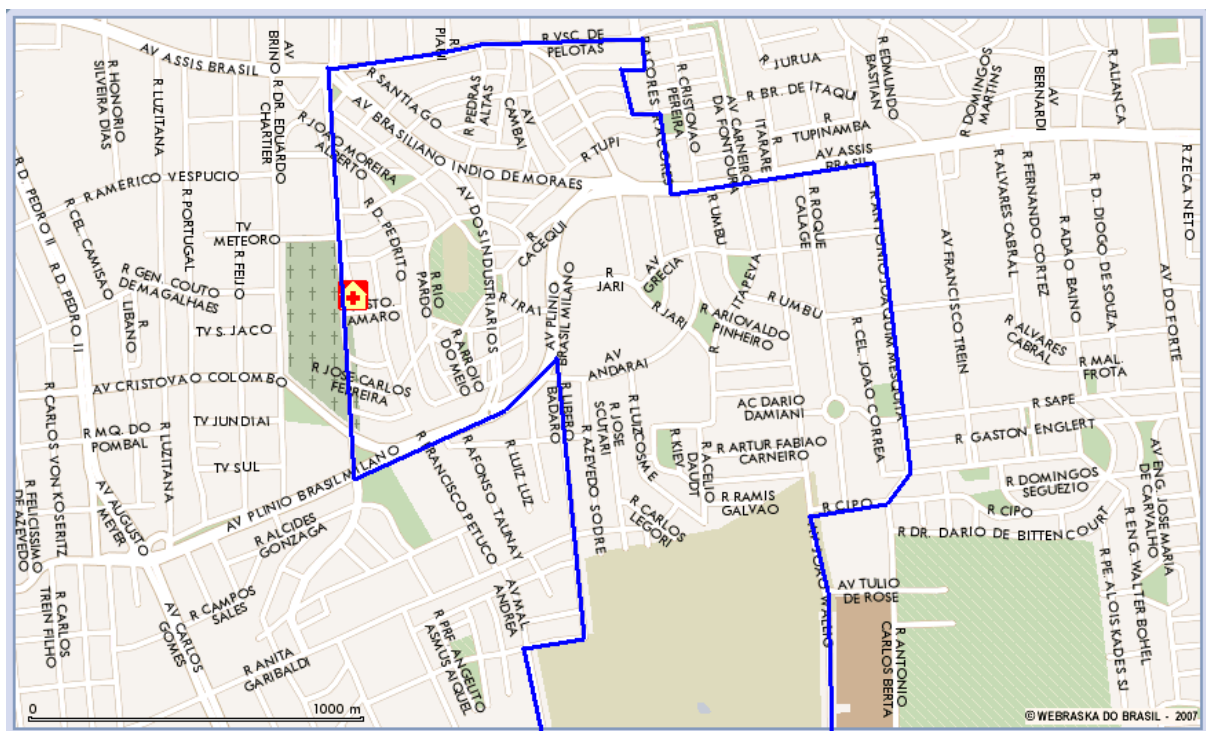 AV ASSIS BRASIL
R HONORIO
SILVEIRA DIAS
R LUZITANA
AV
BRINO
R DR. EDUARDO
CHARTIER
PIAUI
R VSC. DE
PELOTAS
R SANTIAGO
R PEDRAS
ALTAS
AV
CAMBAI
R ACORES
R ACORES
R CRISTOVAO
PEREIRA
AV CARNEIRO
DA FONTOURA
R JURUA
R BR. DE ITAQUI
ITARARE
R
TUPINAMBA
R EDMUNDO
BASTIAN
R DOMINGOS
MARTINS
AV
BERNARDI
R ALIANCA
R ZECA NETO
R JOAO MOREIRA
ALBERTO
AV BRASILIANO INDIO DE MORAES
R TUPI
AV ASSIS
BRASIL
R D. PEDRO II
R AMERICO VESPUCIO
R CEL. CAMISAO
R PORTUGAL
TV
METEORO
R FEIJO
R D. PEDRITO
AV DOS INDUSTRIARIOS
R
CACEQUI
R UMBU
R ROQUE
CALAGE
R ANTONIO JOAQUIM MESQUITA
AV FRANCISCO TREIN
R ALVARES CABRAL
R FERNANDO CORTEZ
R ADAO BAINO
R D. DIOGO DE SOUZA
AV DO FORTE
R GEN. COUTO
DE MAGALHAES
R D. PEDRO II
R
LIBANO
TV S. JACO
STO.
AMARO
R RIO
PARDO
R IRAI
R ARROIO
DO MEIO
AV PLINIO
BRASIL MILANO
R
JARI
AV
GRECIA
R JARI
R ITAPEVA
R ARIOVALDO
PINHEIRO
R UMBU
R CEL. JOAO CORREA
R ALVARES
CABRAL
R MAL.
FROTA
AV CRISTOVAO COLOMBO
R JOSE CARLOS
FERREIRA
AV
ANDARAI
R CARLOS VON KOSERITZ
R MQ. DO
POMBAL
R LUZITANA
TV JUNDIAI
TV SUL
R LIBERO
BADARO
R AZEVEDO SODRE
R JOSE
SCUTARI
R LUIZ COSME
R KIEV
R ACELIO
DAUDT
AC DARIO
DAMIANI
R ARTUR FABIAO
CARNEIRO
R SAPE
R GASTON ENGLERT
R FELICISSIMO
DE AZEVEDO
AV AUGUSTO
MEYER
AV PLINIO BRASIL MILANO
R ALCIDES
GONZAGA
R FRANCISCO PETUCO
R AFONSO TAUNAY
R LUIZ LUZ
R CARLOS
LEGORI
R RAMIS
GALVAO
R CIPO
R DOMINGOS
SEGUEZIO
R CIPO
R DR. DARIO DE BITTENCOURT
AV ENG. JOSE MARIA
DE CARVALHO
R ENG. WALTER BOHEL
R PE. ALOIS KADES SJ
R CARLOS
TREIN FILHO
R CAMPOS
SALES
AV CARLOS
GOMES
R ANITA
GARIBALDI
AV MAL
ANDREA
R PRF. ANGELITO
ASMUS AIQUEL
AV JOAO WALLIG
AV TULIO
DE ROSE
R ANTONIO
CARLOS BERTA
0 1000 m
© WEBRASKA DO BRASIL - 2007